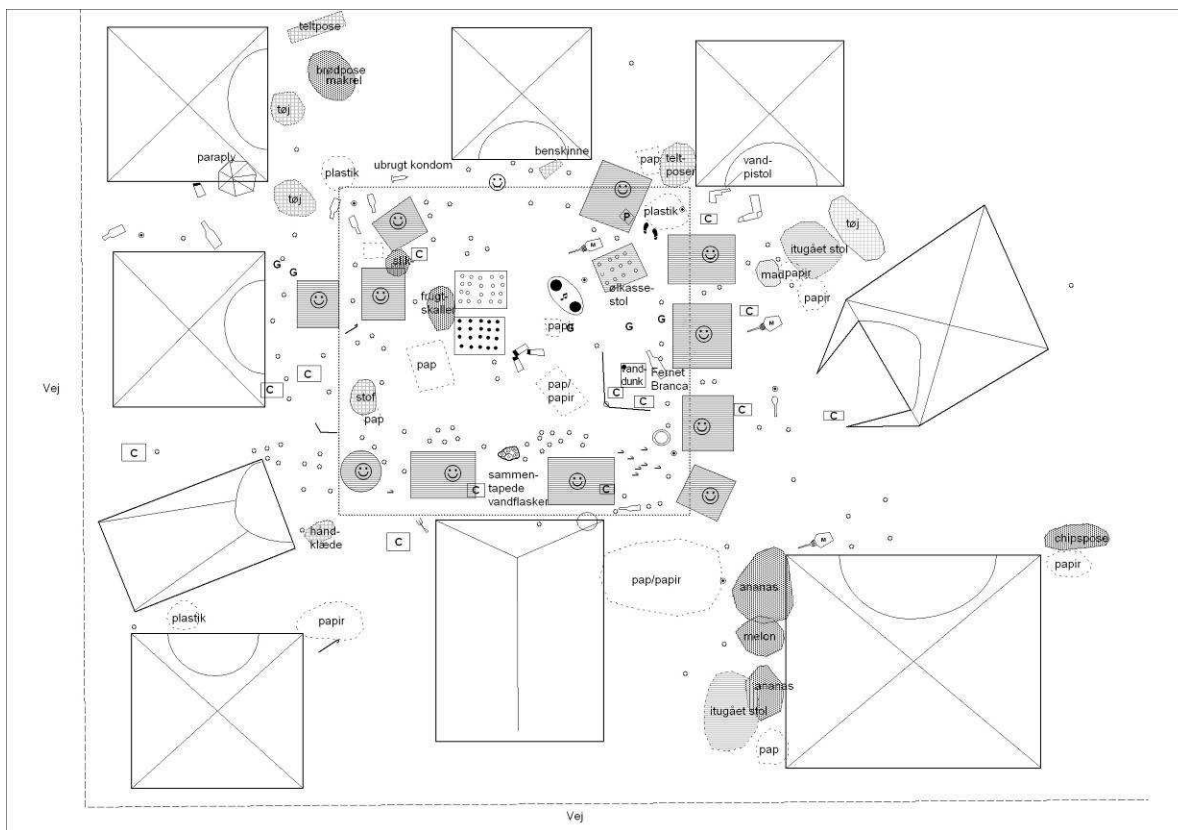 teltpose
brødpose
makrel
tøj
paraply
plastik
ubrugt kondom
benskinne
pap
telt-
poser
vand-
pistol
tøj
P
plastik
C
tøj
itugået stol
M
C
slik
G
G
mad
papir
papir
ølkasse-
stol
frugt-
skaller
C
G
G
G
M
papir
pap
pap/
papir
vand-
dunk
Fernet
Branca
C
C
C
C
C
C
Vej
stof
pap
C
C
sammen-
tapede
vandflasker
C
C
hånd-
klæde
C
M
chipspose
papir
pap/papir
ananas
plastik
papir
melon
ananas
itugået stol
pap
Vej